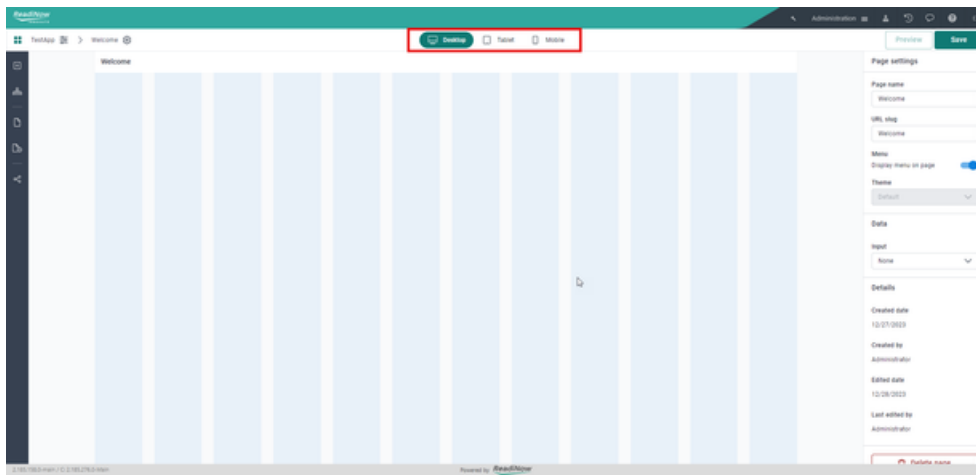 ReadiNow
Administration
TestApp > Welcome
Desktop Tablet Mobile
Preview Save
Welcome
Page settings
Page name
Welcome
URL slug
Welcome
Menu
Display menu on page
Theme
Default
Data
Input
None
Details
Created date
12/27/2023
Created by
Administrator
Edited date
12/28/2023
Last edited by
Administrator
Delete page
Powered by ReadiNow